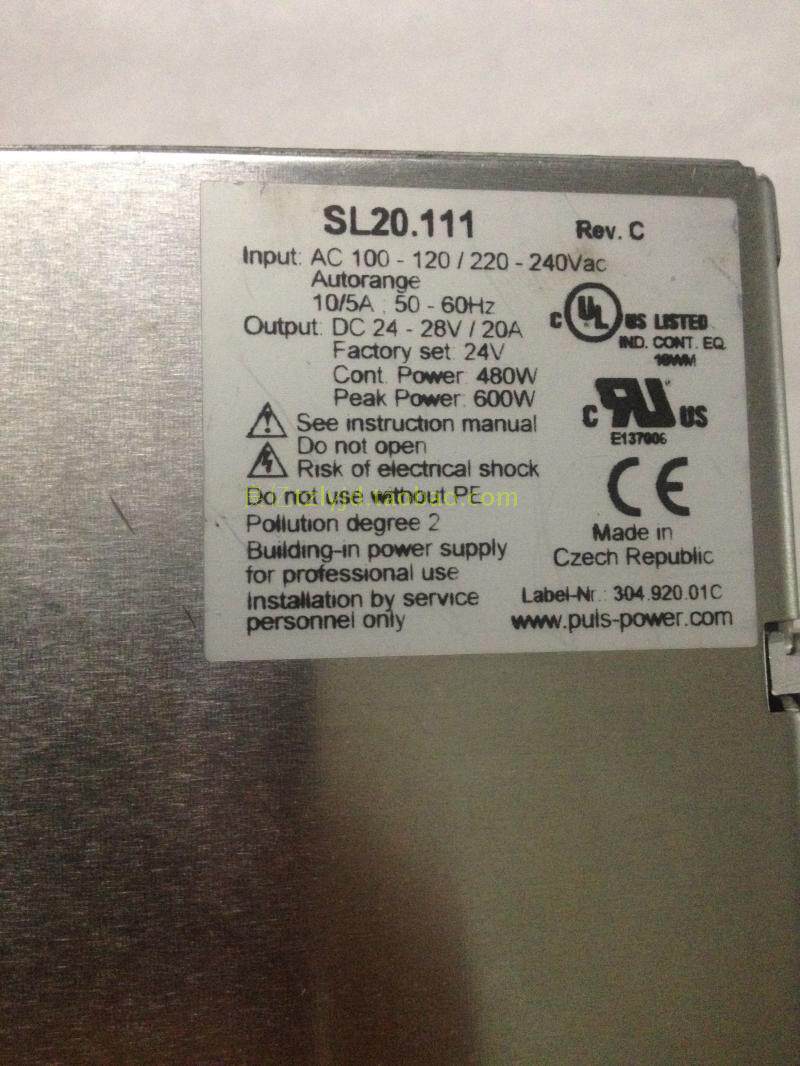 SL20.111 Rev. C
Input: AC 100 - 120 / 220 - 240Vac
Autorange
10/5A , 50 - 60Hz
Output: DC 24 - 28V / 20A
Factory set: 24V
Cont. Power: 480W
Peak Power: 600W
C UL US LISTED
IND. CONT. EQ.
18WM
See instruction manual
Do not open
Risk of electrical shock
Do not use without PE
Pollution degree 2
Building-in power supply
for professional use
Installation by service
personnel only
C RU US
E137006
CE
Made in
Czech Republic
Label-Nr.: 304.920.01C
www.puls-power.com